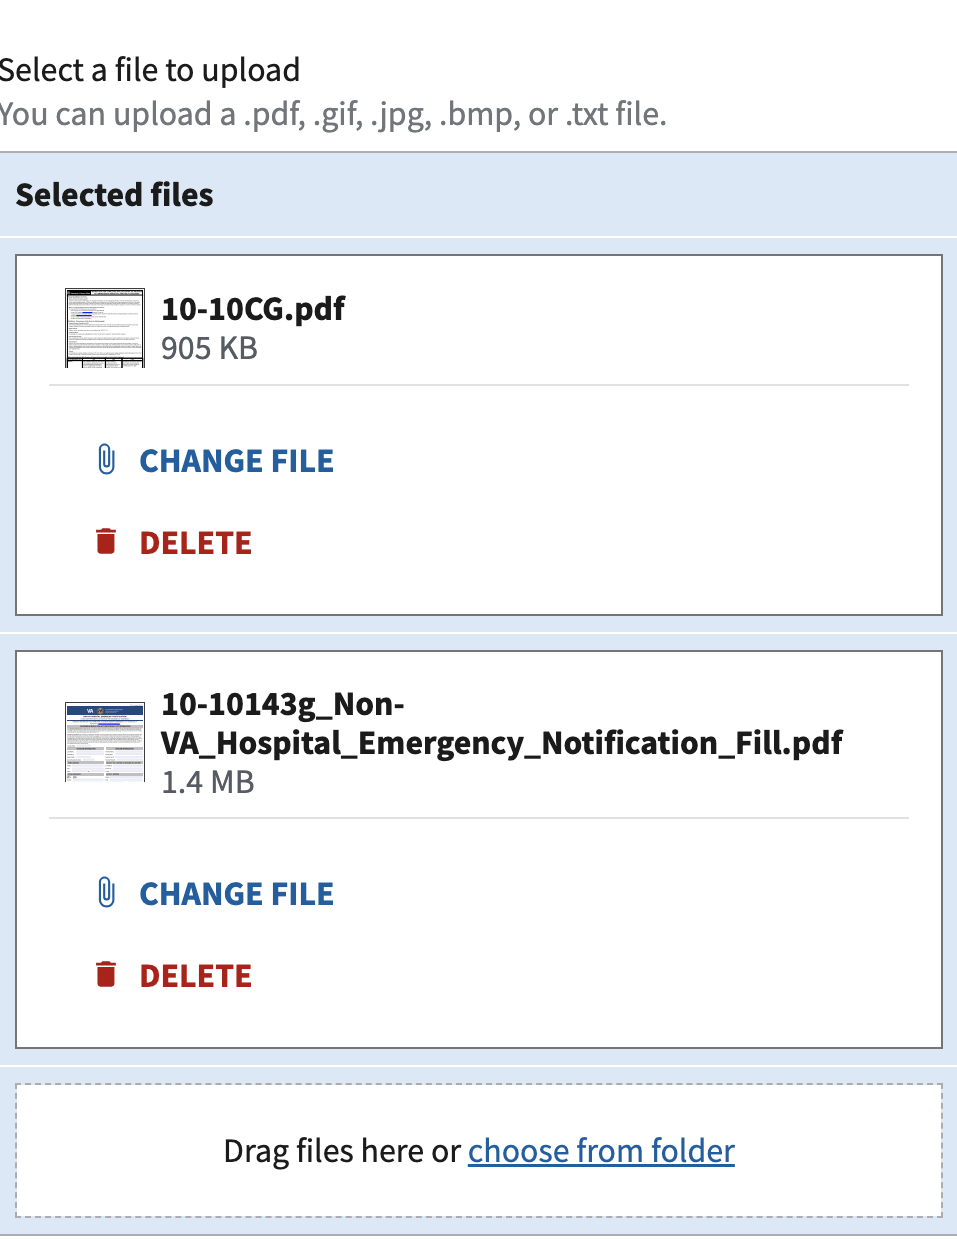 Select a file to upload
You can upload a .pdf, .gif, .jpg, .bmp, or .txt file.
Selected files
10-10CG.pdf
905 KB
CHANGE FILE
DELETE
VA
10-10143g_Non-
VA_Hospital_Emergency_Notification_Fill.pdf
1.4 MB
CHANGE FILE
DELETE
Drag files here or choose from folder